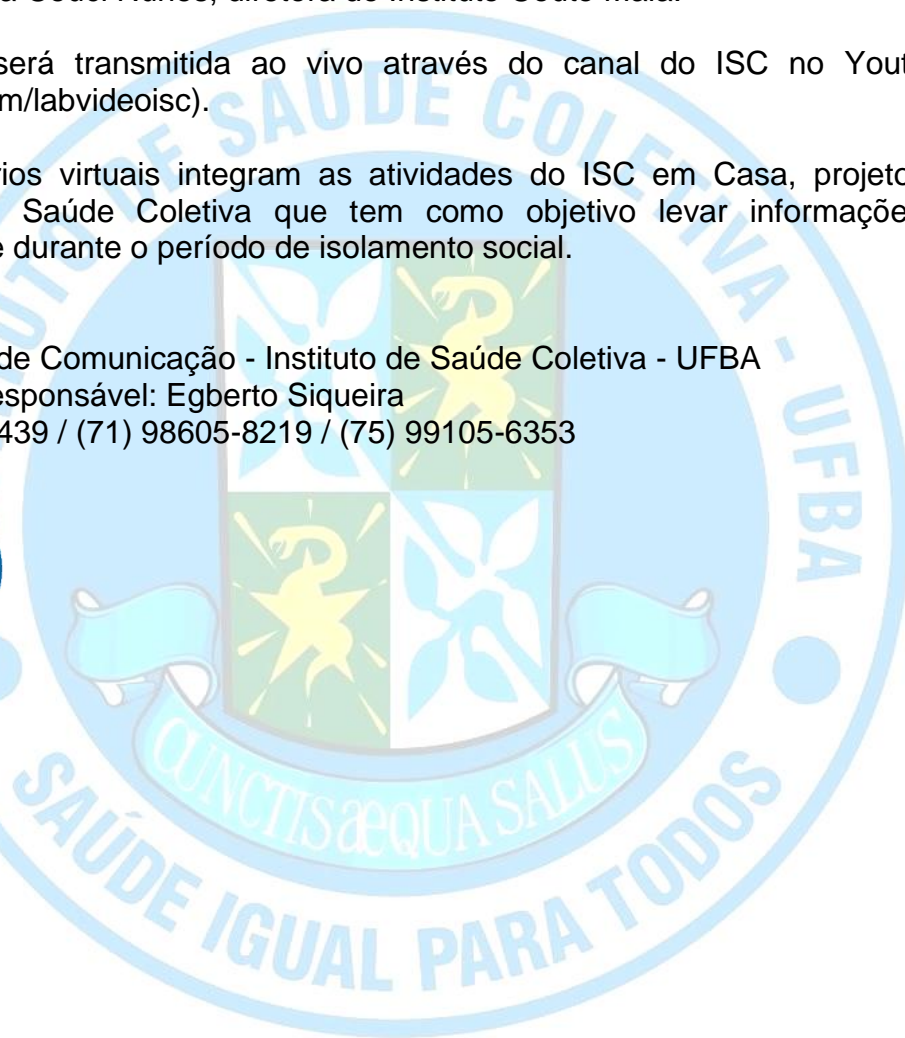 será transmitida ao vivo através do canal do ISC no Yout
m/labvideoisc).
rios virtuais integram as atividades do ISC em Casa, projeto
Saúde Coletiva que tem como objetivo levar informaçõe
e durante o período de isolamento social.
de Comunicação - Instituto de Saúde Coletiva - UFBA
esponsável: Egberto Siqueira
439 / (71) 98605-8219 / (75) 99105-6353
SAÚDE COLETIVA - UFBA
CUNCTIS æQUA SALUS
SAÚDE IGUAL PARA TODOS